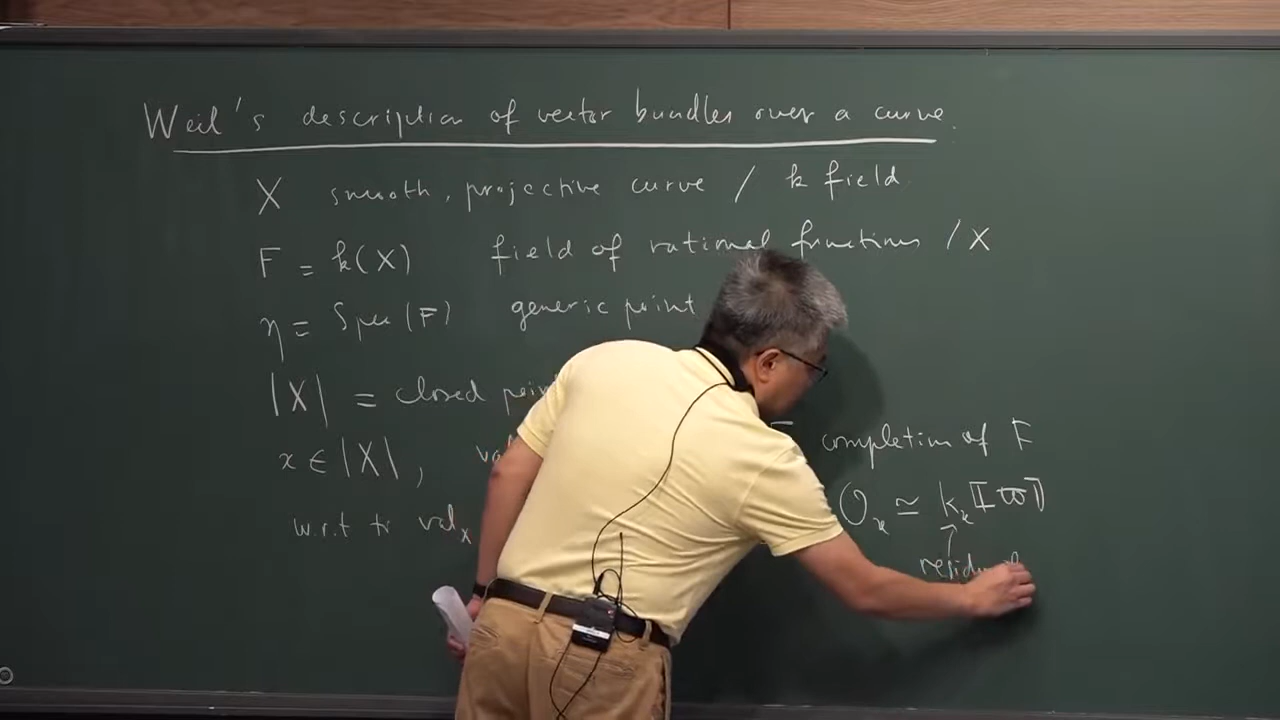 Weil's description of vector bundles over a curve.
X smooth, projective curve / k field
F = k(X) field of rational functions / X
η = Spec(F) generic point
|X| = closed
x ∈ |X|, completion of F
w.r.t to val_x O_x ≃ k_x[[ϖ]]